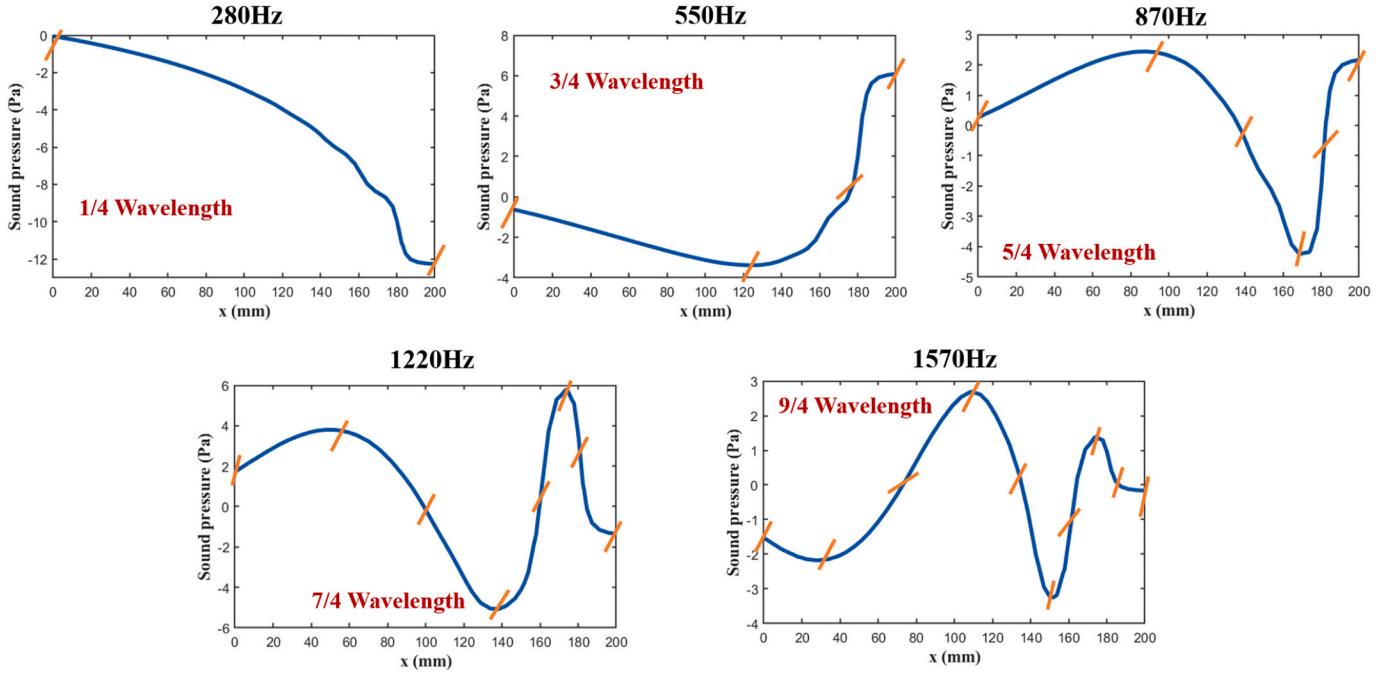 280Hz
0
-2
-4
-6
-8
-10
-12
Sound pressure (Pa)
1/4 Wavelength
0 20 40 60 80 100 120 140 160 180 200
x (mm)
550Hz
8
6
4
2
0
-2
-4
Sound pressure (Pa)
3/4 Wavelength
0 20 40 60 80 100 120 140 160 180 200
x (mm)
870Hz
3
2
1
0
-1
-2
-3
-4
-5
Sound pressure (Pa)
5/4 Wavelength
0 20 40 60 80 100 120 140 160 180 200
x (mm)
1220Hz
6
4
2
0
-2
-4
-6
Sound pressure (Pa)
7/4 Wavelength
0 20 40 60 80 100 120 140 160 180 200
x (mm)
1570Hz
3
2
1
0
-1
-2
-3
-4
Sound pressure (Pa)
9/4 Wavelength
0 20 40 60 80 100 120 140 160 180 200
x (mm)